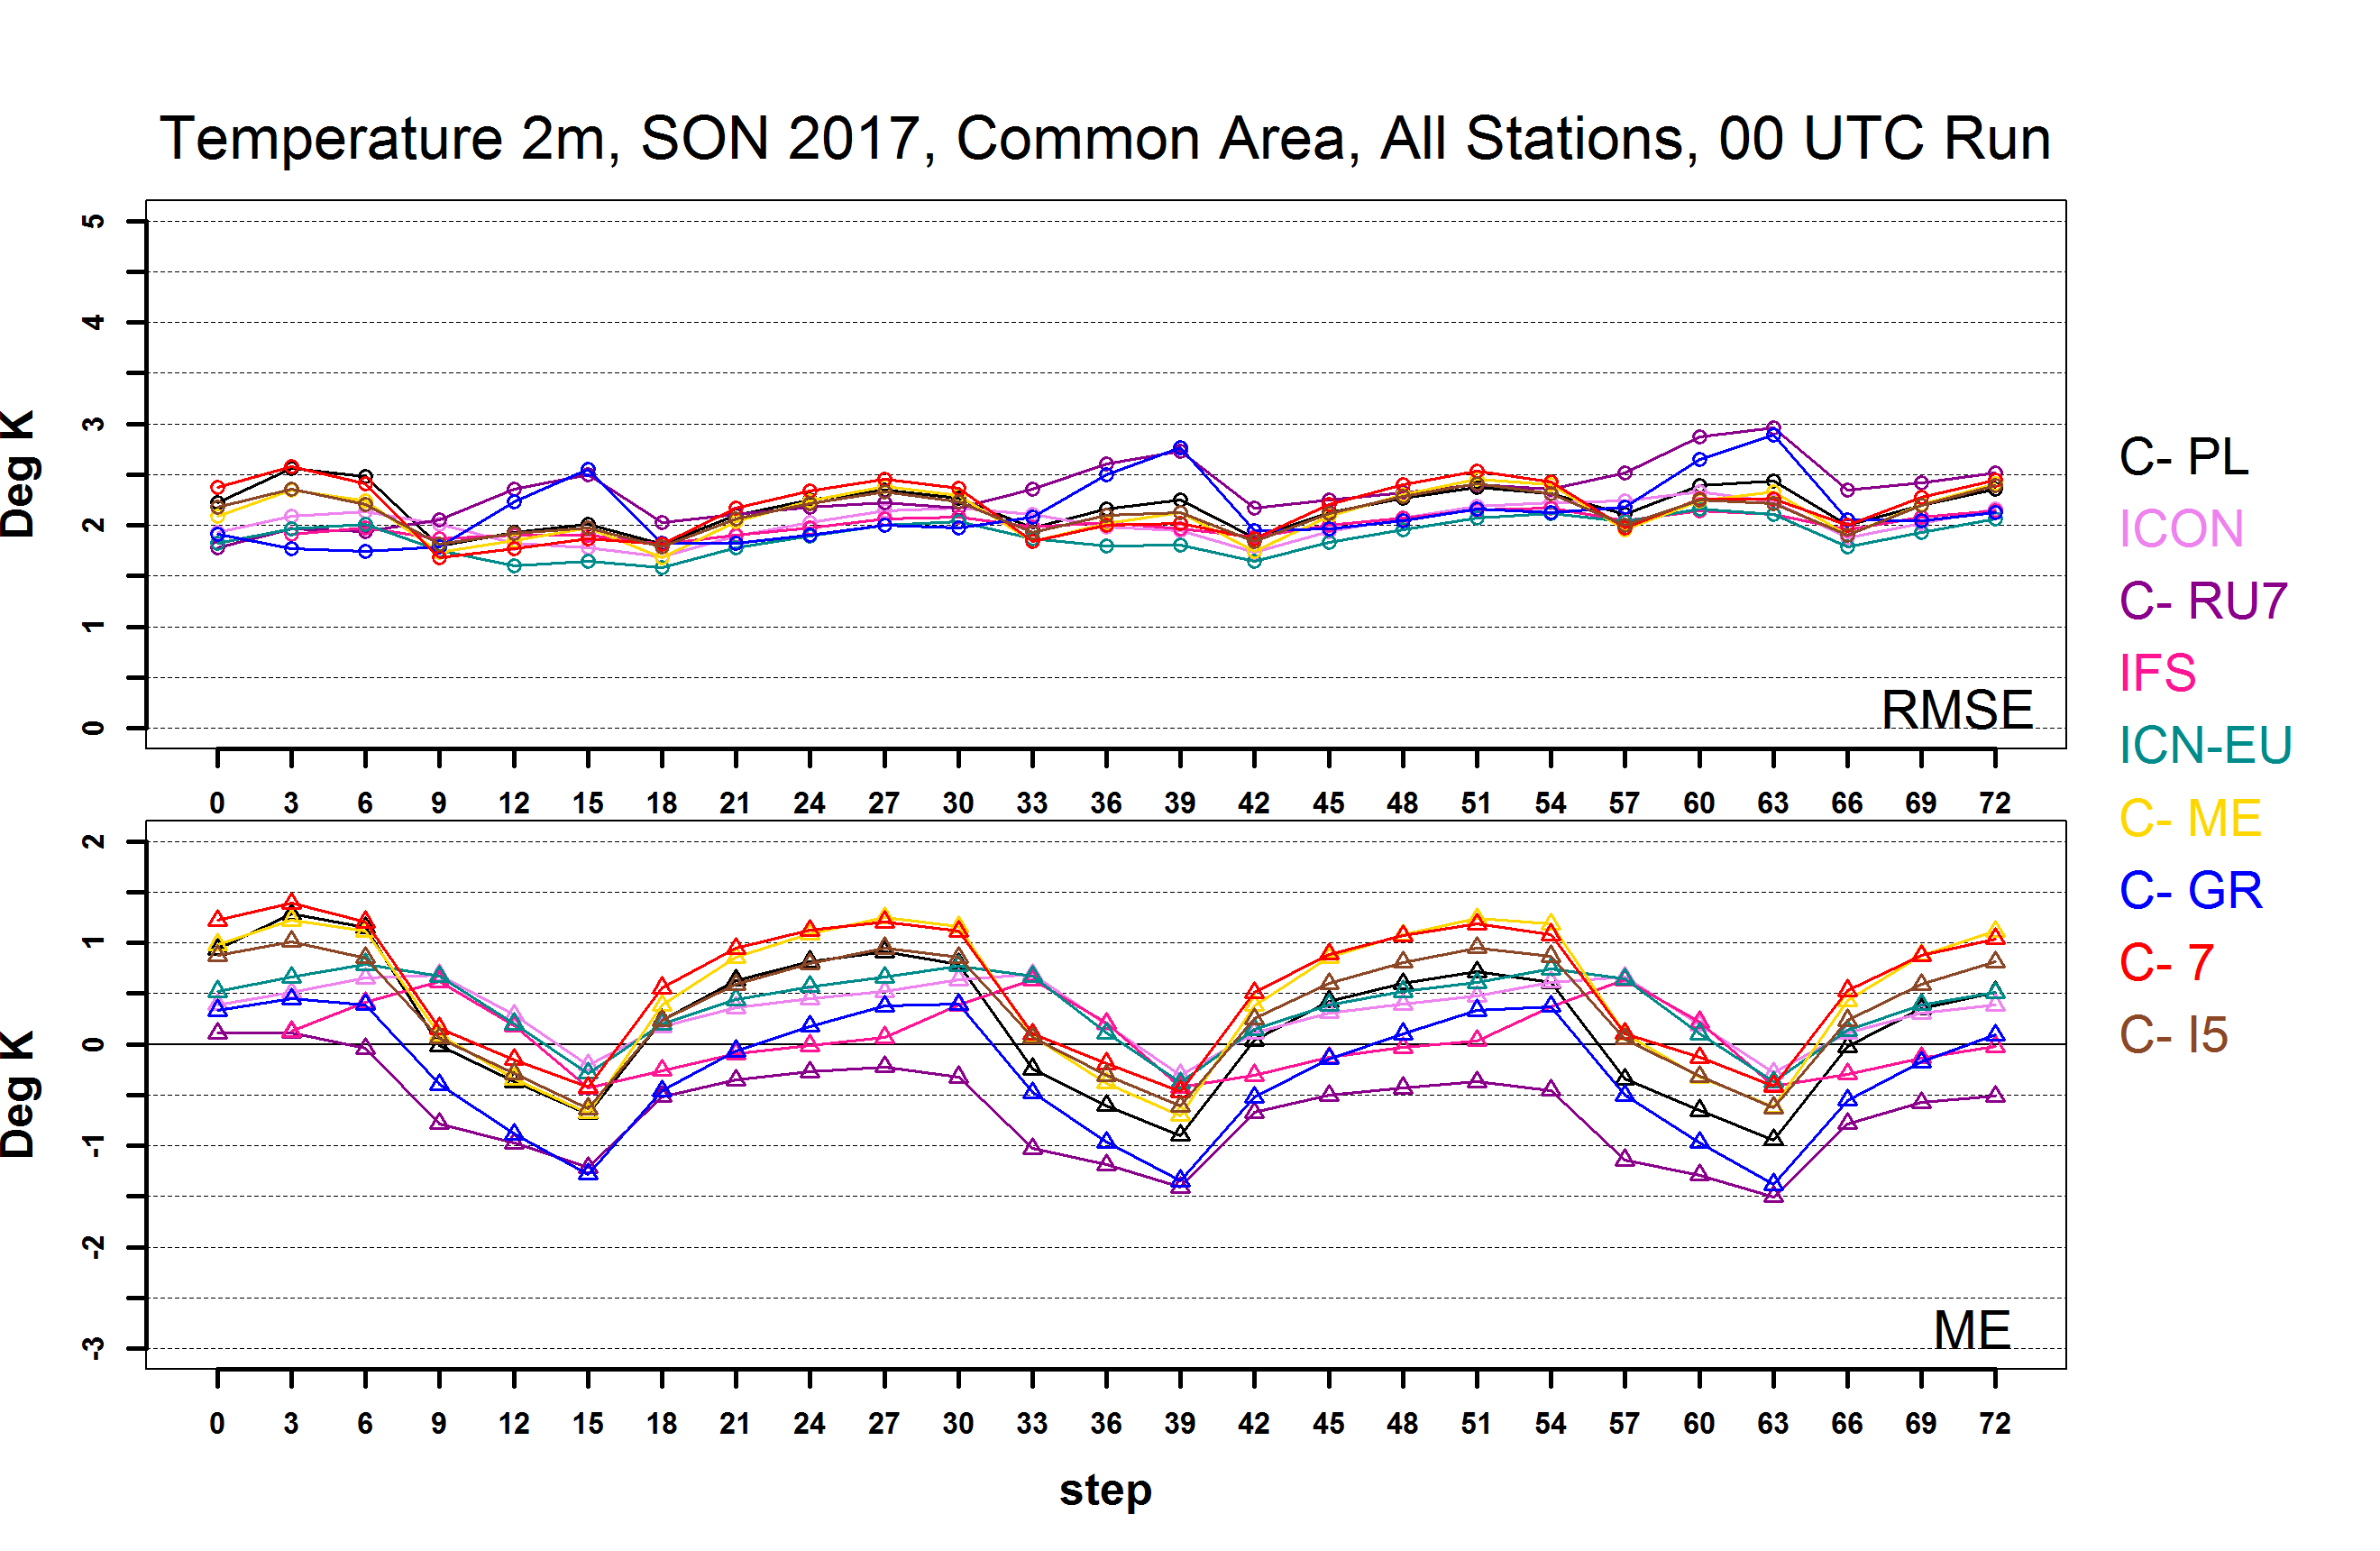 Temperature 2m, SON 2017, Common Area, All Stations, 00 UTC Run
Deg K
5
4
3
2
1
0
RMSE
0 3 6 9 12 15 18 21 24 27 30 33 36 39 42 45 48 51 54 57 60 63 66 69 72
Deg K
2
1
0
-1
-2
-3
ME
0 3 6 9 12 15 18 21 24 27 30 33 36 39 42 45 48 51 54 57 60 63 66 69 72
step
C- PL
ICON
C- RU7
IFS
ICN-EU
C- ME
C- GR
C- 7
C- I5